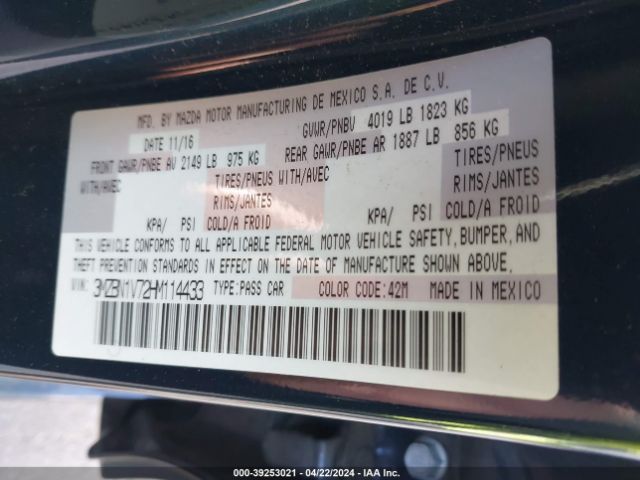 MFD. BY MAZDA MOTOR MANUFACTURING DE MEXICO S.A. DE C.V.
DATE 11/16 GVWR/PNBV 4019 LB 1823 KG
FRONT GAWR/PNBE AV 2149 LB 975 KG REAR GAWR/PNBE AR 1887 LB 856 KG
WITH/AVEC TIRES/PNEUS WITH/AVEC TIRES/PNEUS
RIMS/JANTES RIMS/JANTES
KPA/ PSI COLD/A FROID KPA/ PSI COLD/A FROID
THIS VEHICLE CONFORMS TO ALL APPLICABLE FEDERAL MOTOR VEHICLE SAFETY, BUMPER, AND
THEFT PREVENTION STANDARDS IN EFFECT ON THE DATE OF MANUFACTURE SHOWN ABOVE.
VIN: 3MZBN1V72HM114433 TYPE:PASS CAR COLOR CODE:42M MADE IN MEXICO
000-39253021 - 04/22/2024 - IAA Inc.